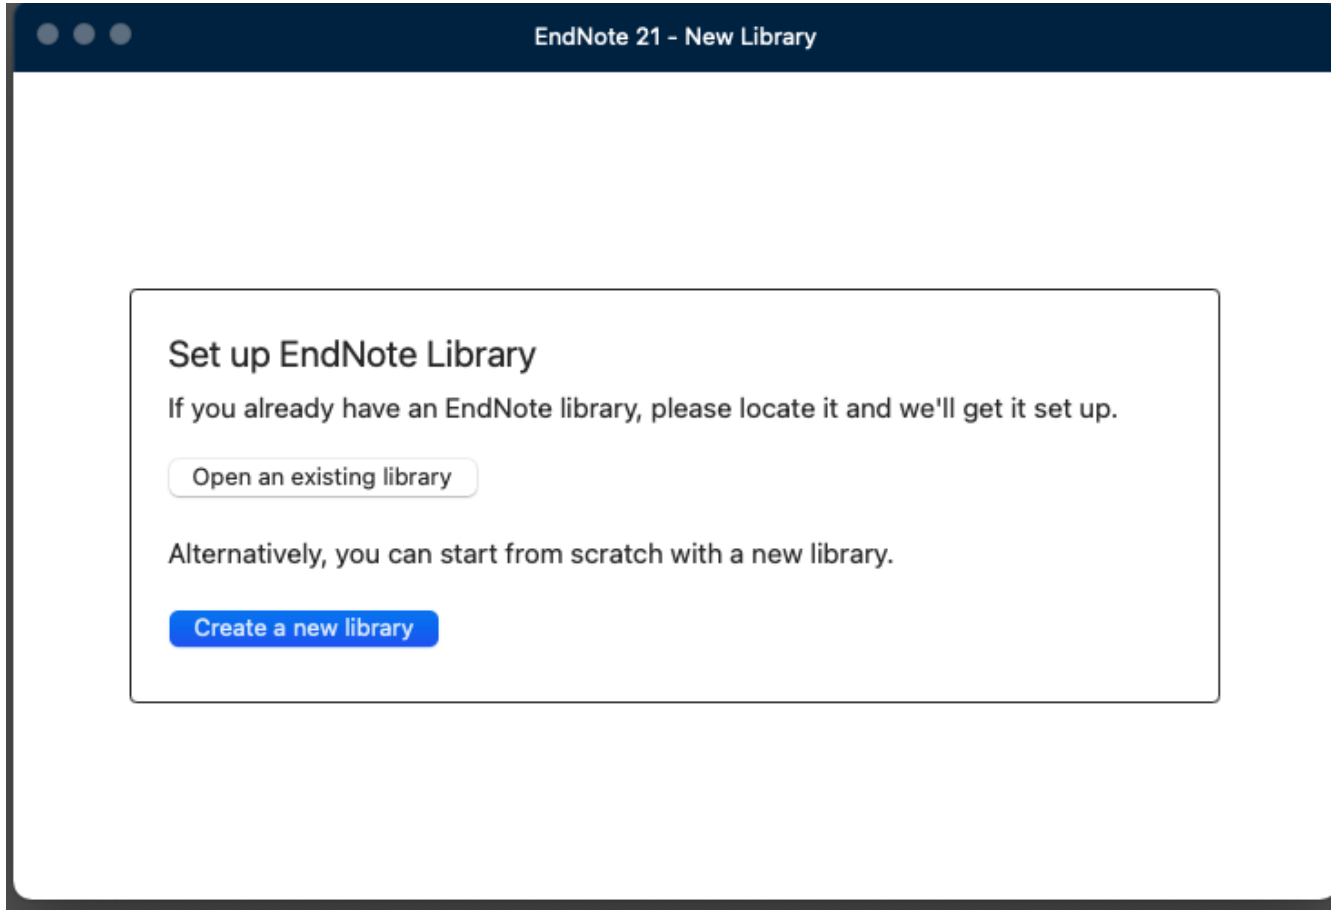 EndNote 21 - New Library
Set up EndNote Library
If you already have an EndNote library, please locate it and we'll get it set up.
Open an existing library
Alternatively, you can start from scratch with a new library.
Create a new library